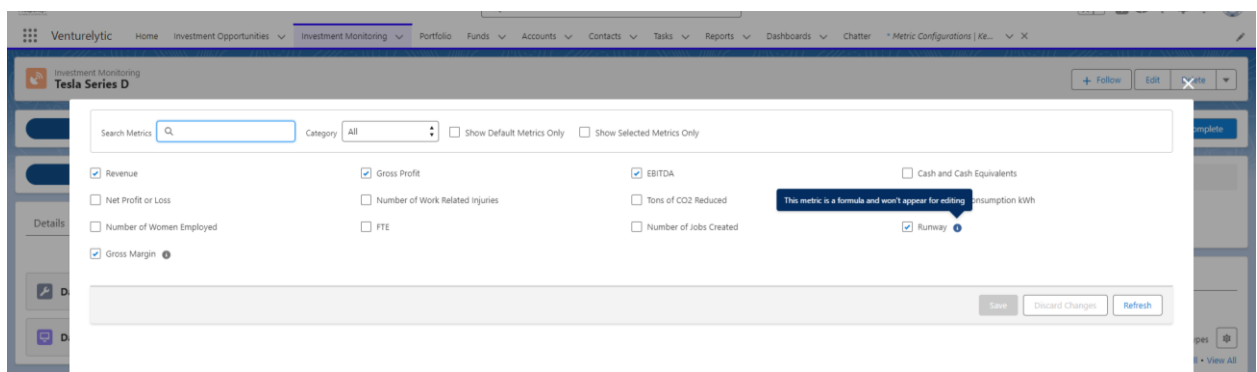 Venturelytic Home Investment Opportunities Investment Monitoring Portfolio Funds Accounts Contacts Tasks Reports Dashboards Chatter * Metric Configurations | Ke...
Investment Monitoring
Tesla Series D
+ Follow Edit
Search Metrics Category All Show Default Metrics Only Show Selected Metrics Only
Revenue Gross Profit EBITDA Cash and Cash Equivalents
Net Profit or Loss Number of Work Related Injuries Tons of CO2 Reduced This metric is a formula and won't appear for editing kWh
Details
Number of Women Employed FTE Number of Jobs Created Runway
Gross Margin
Save Discard Changes Refresh
View All